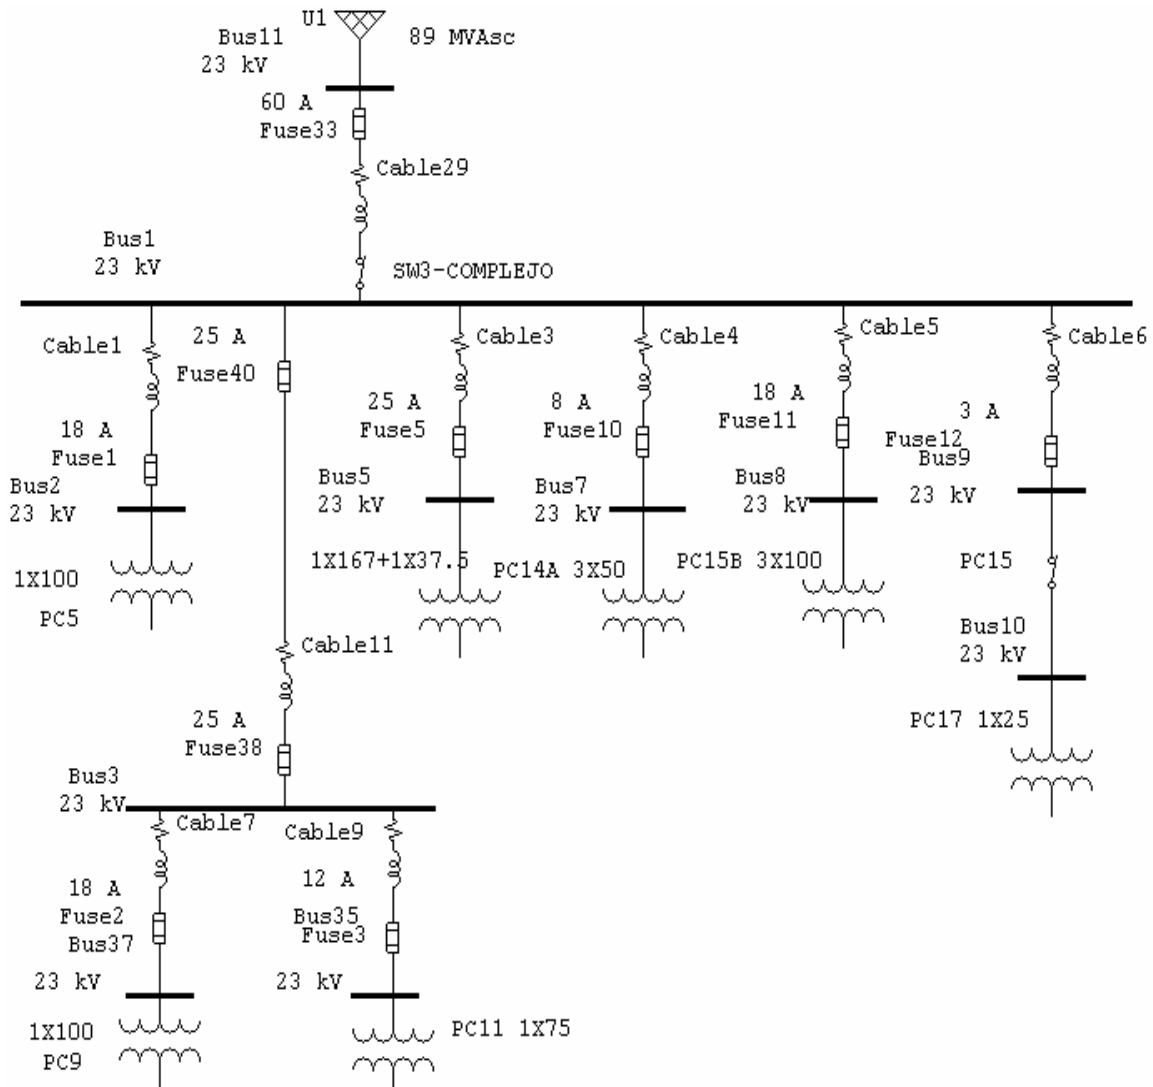 U1
Bus11
89 MVAsc
23 kV
60 A
Fuse33
Cable29
Bus1
23 kV
SW3-COMPLEJO
Cable1
25 A
Fuse40
Cable3
Cable4
Cable5
Cable6
18 A
Fuse1
25 A
Fuse5
8 A
Fuse10
18 A
Fuse11
3 A
Fuse12
Bus2
23 kV
Bus5
23 kV
Bus7
23 kV
Bus8
23 kV
Bus9
23 kV
1X100
PC5
1X167+1X37.5
PC14A 3X50
PC15B 3X100
PC15
Bus10
23 kV
PC17 1X25
Cable11
25 A
Fuse38
Bus3
23 kV
Cable7
Cable9
18 A
Fuse2
Bus37
23 kV
12 A
Bus35
Fuse3
23 kV
1X100
PC9
PC11 1X75